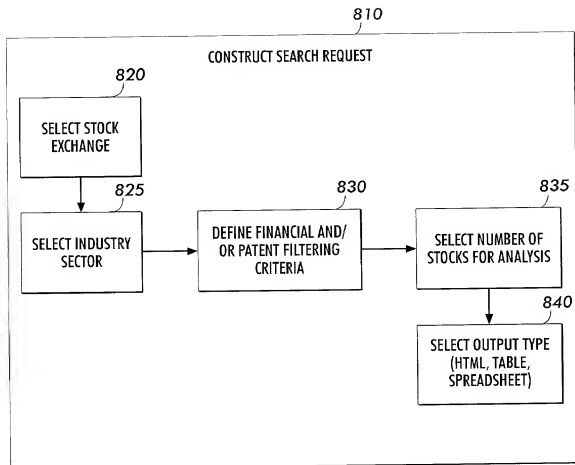 810
CONSTRUCT SEARCH REQUEST
820
SELECT STOCK
EXCHANGE
825
SELECT INDUSTRY
SECTOR
830
DEFINE FINANCIAL AND/
OR PATENT FILTERING
CRITERIA
835
SELECT NUMBER OF
STOCKS FOR ANALYSIS
840
SELECT OUTPUT TYPE
(HTML, TABLE,
SPREADSHEET)